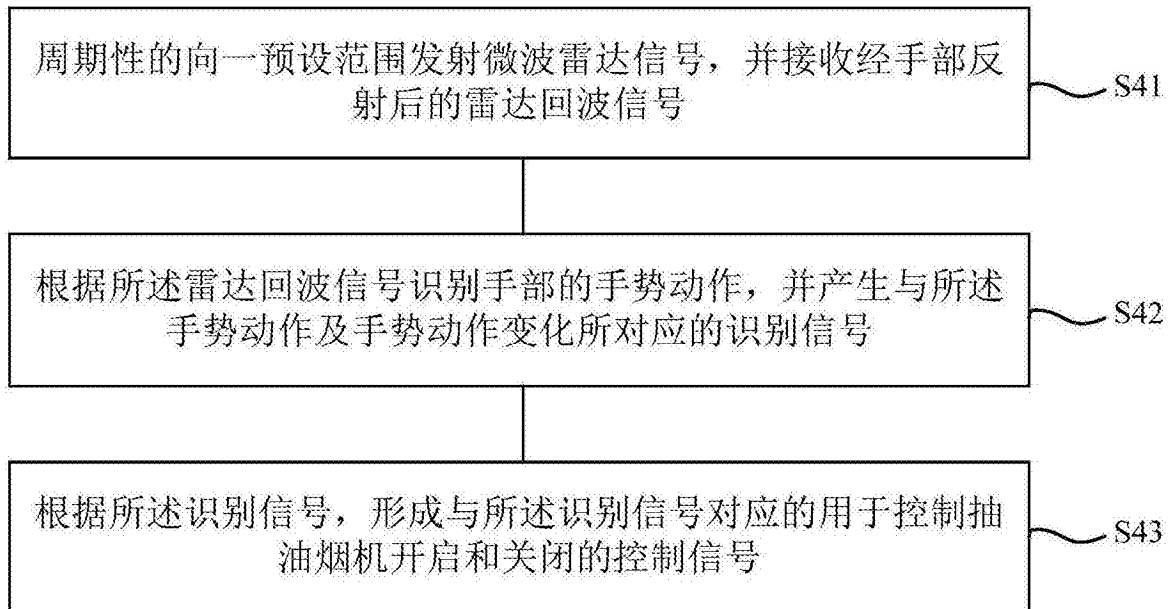 周期性的向一预设范围发射微波雷达信号，并接收经手部反
射后的雷达回波信号
S41
根据所述雷达回波信号识别手部的手势动作，并产生与所述
手势动作及手势动作变化所对应的识别信号
S42
根据所述识别信号，形成与所述识别信号对应的用于控制抽
油烟机开启和关闭的控制信号
S43